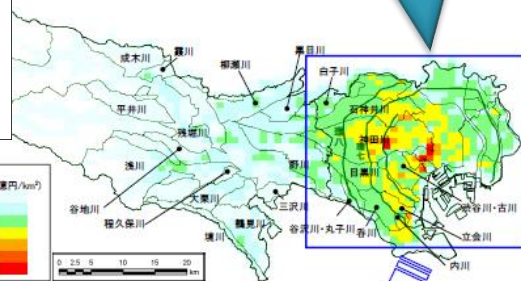 成木川
霞川
柳瀬川
黒目川
白子川
平井川
残堀川
石神井川
神田川
浅川
野川
目黒川
谷地川
大栗川
三沢川
程久保川
鶴見川
境川
谷沢川・丸子川
呑川
渋谷川・古川
立会川
内川
億円/km²)
0 2.5 5 10 15 20
km